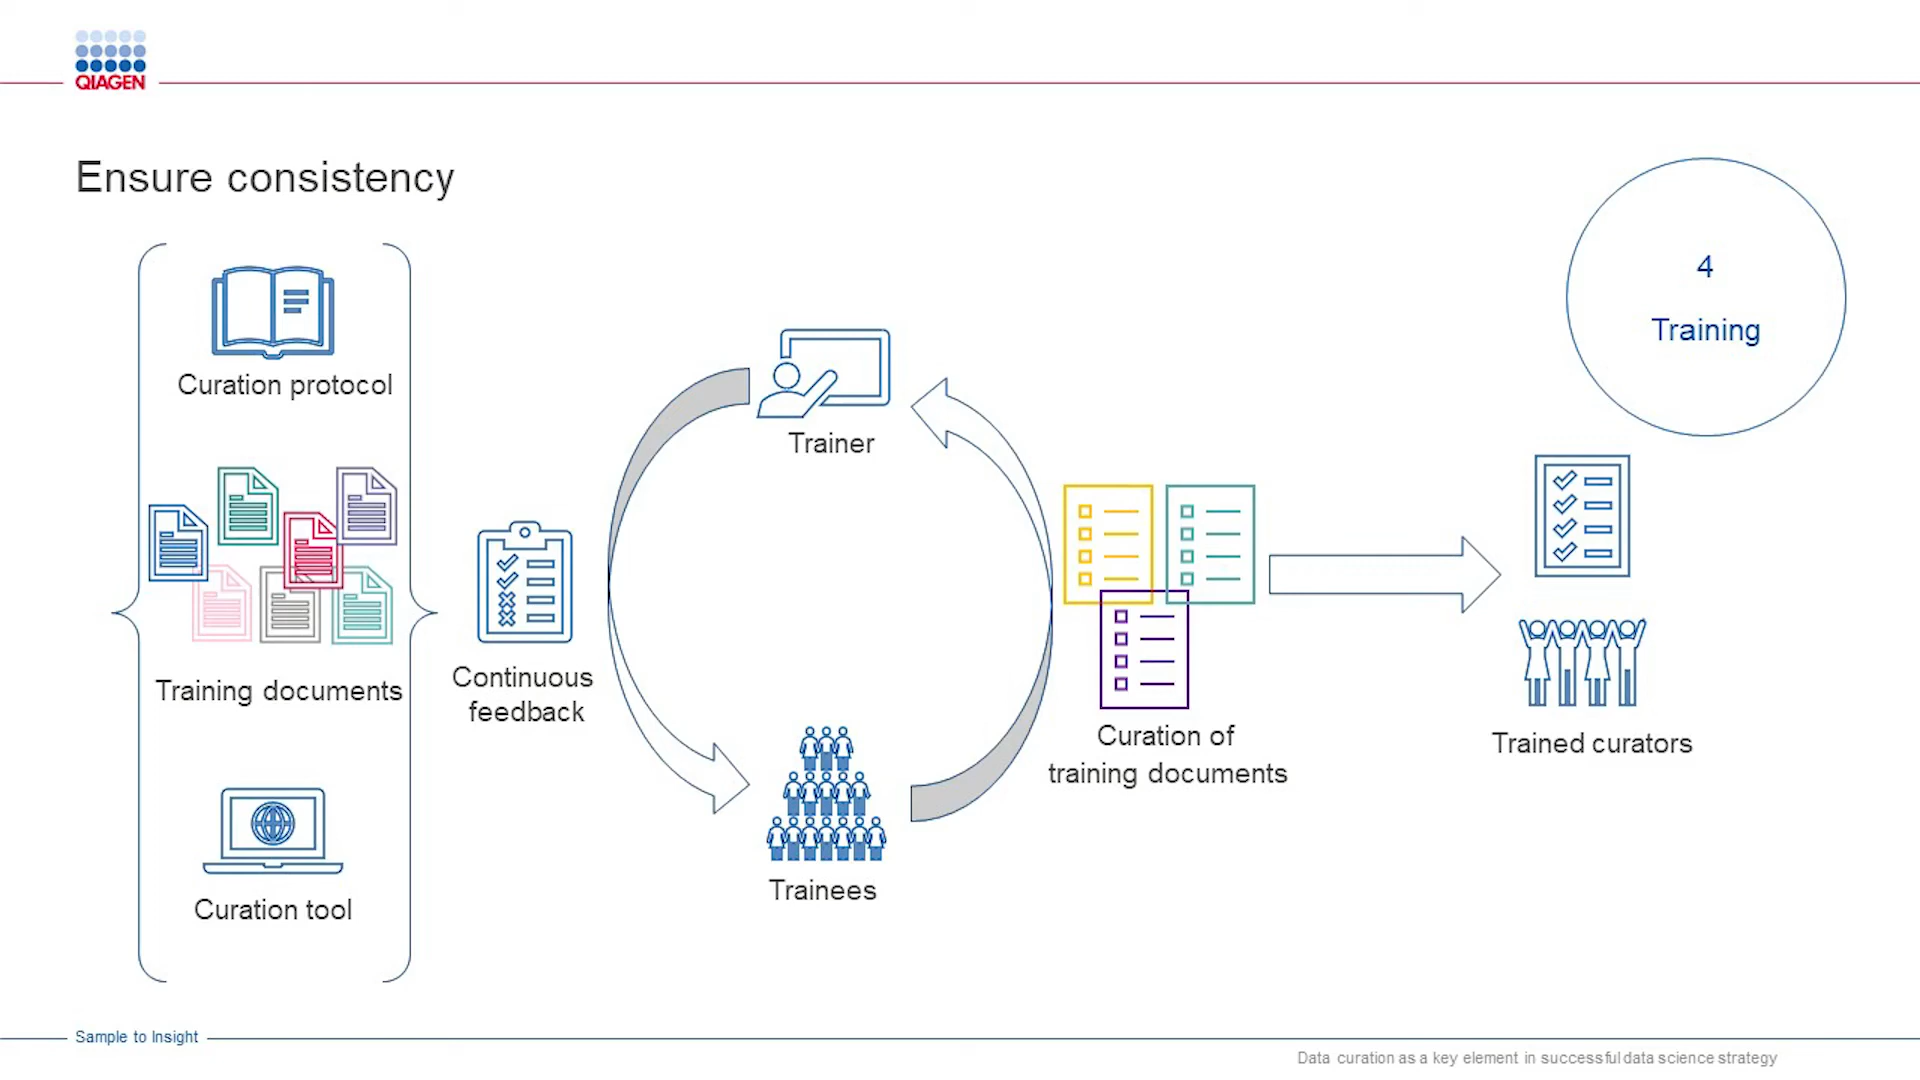 QIAGEN
Ensure consistency
4
Training
Curation protocol
Training documents
Curation tool
Continuous
feedback
Trainer
Trainees
Curation of
training documents
Trained curators
Sample to Insight
Data curation as a key element in successful data science strategy